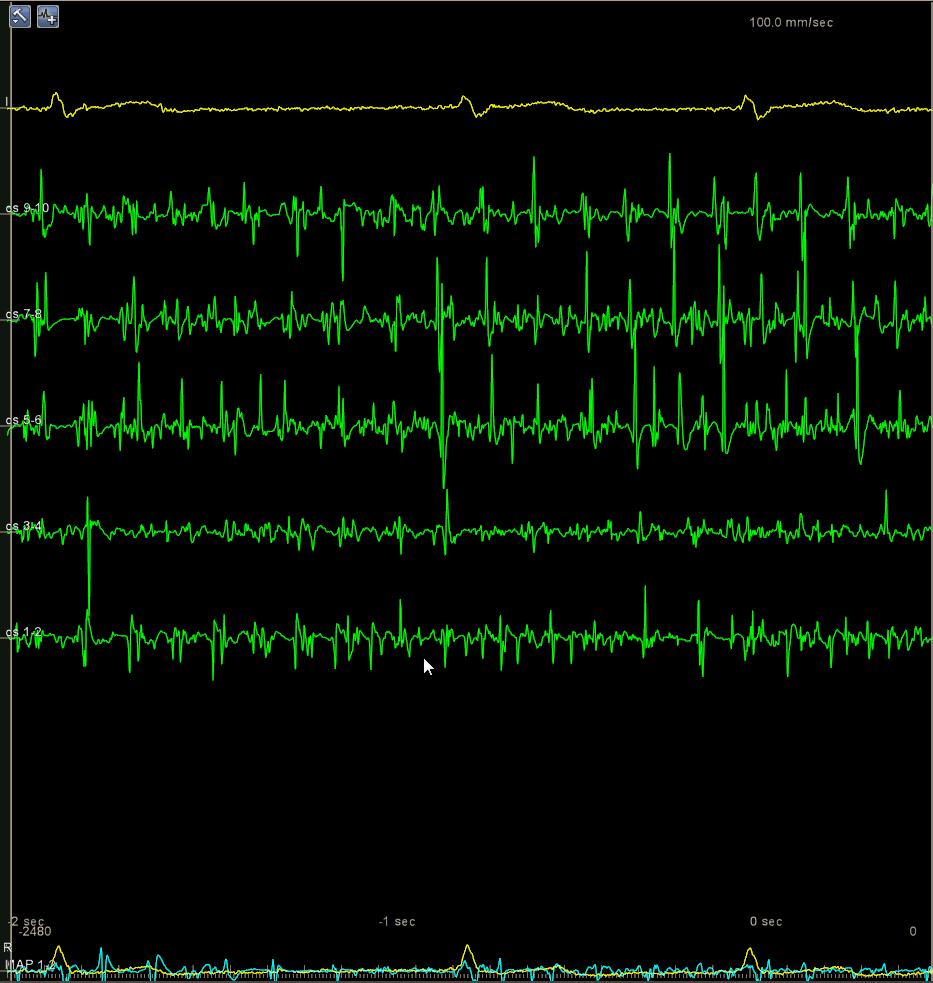 100.0 mm/sec
I
cs 9-10
cs 7-8
cs 5-6
cs 3-4
cs 1-2
-2 sec
-1 sec
0 sec
-2480
0
R
MAP 1-2